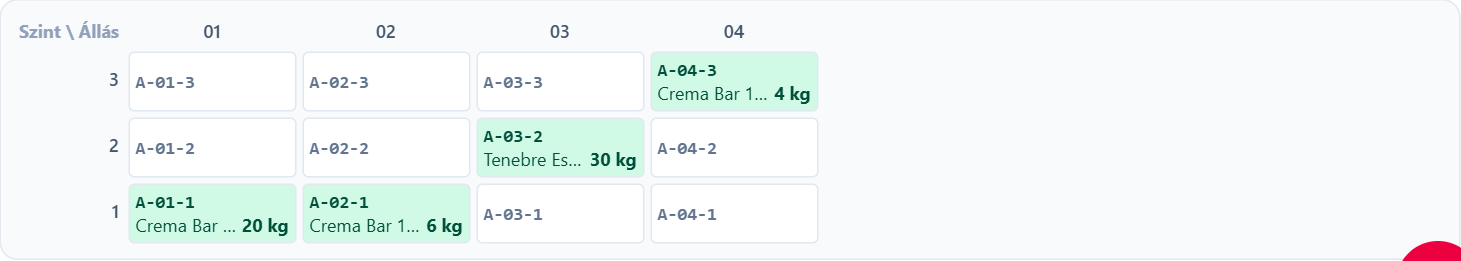 Szint \ Állás 01 02 03 04
3 A-01-3 A-02-3 A-03-3 A-04-3
Crema Bar 1... 4 kg
2 A-01-2 A-02-2 A-03-2 A-04-2
Tenebre Es... 30 kg
1 A-01-1 A-02-1 A-03-1 A-04-1
Crema Bar ... 20 kg Crema Bar 1... 6 kg